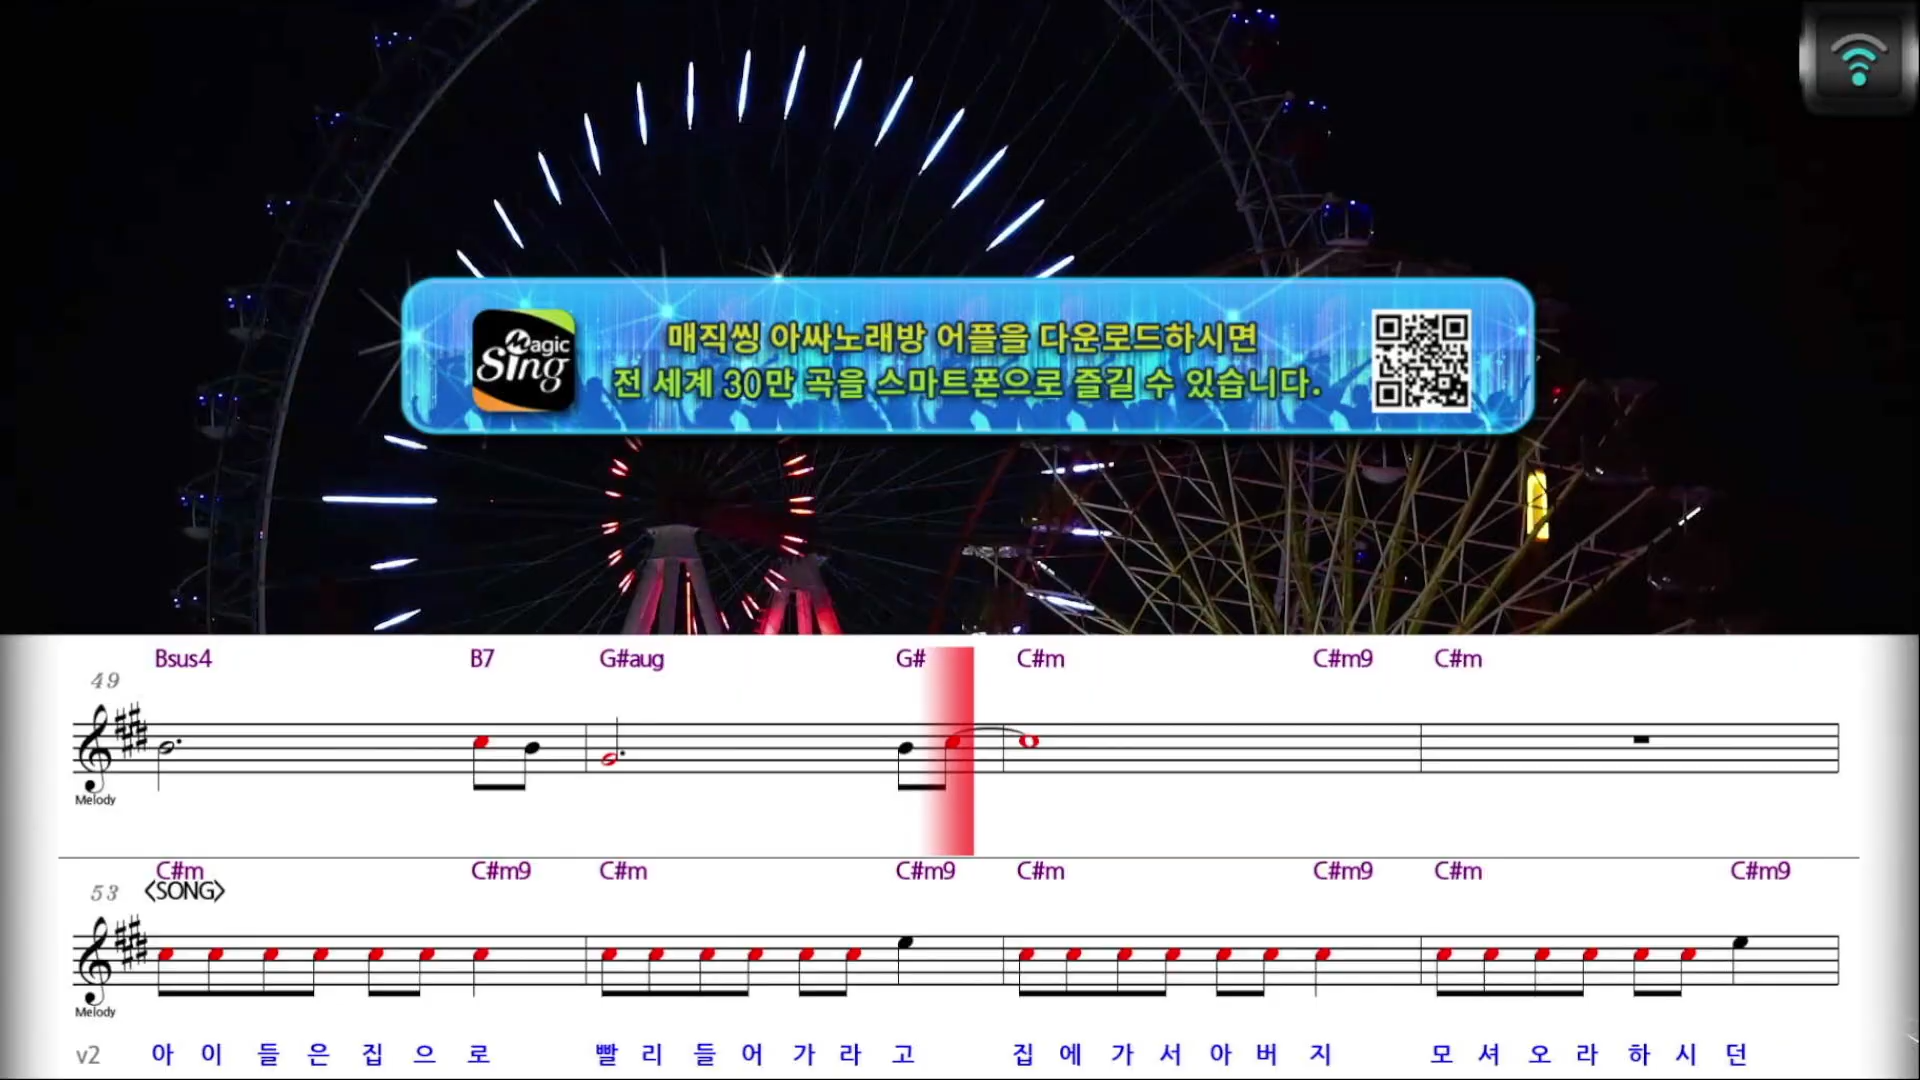 Magic
Sing
매직씽 아싸노래방 어플을 다운로드하시면
전 세계 30만 곡을 스마트폰으로 즐길 수 있습니다.
Bsus4 B7 G#aug G# C#m C#m9 C#m
49
Melody
C#m C#m9 C#m C#m9 C#m C#m9 C#m C#m9
53 <SONG>
Melody
v2 아 이 들 은 집 으 로 빨 리 들 어 가 라 고 집 에 가 서 아 버 지 모 셔 오 라 하 시 던